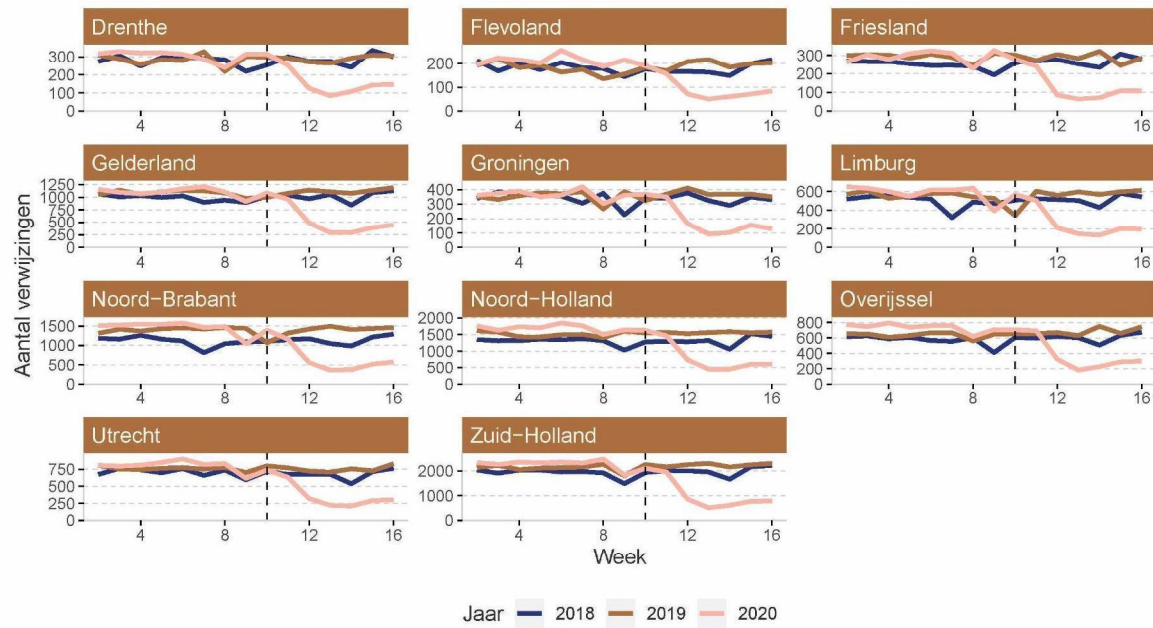 Drenthe Flevoland Friesland
300 200 300
200 200
100 100 100
0 0 0
4 8 12 16 4 8 12 16 4 8 12 16
Gelderland Groningen Limburg
1250 400 600
1000 300 400
750 200 200
500 100 0
250 0
0
4 8 12 16 4 8 12 16 4 8 12 16
Aantal verwijzingen
Noord-Brabant Noord-Holland Overijssel
1500 2000 800
1000 1500 600
500 1000 400
0 500 200
0 0
4 8 12 16 4 8 12 16 4 8 12 16
Utrecht Zuid-Holland
750 2000
500 1000
250 0
0
4 8 12 16 4 8 12 16
Week
Jaar 2018 2019 2020